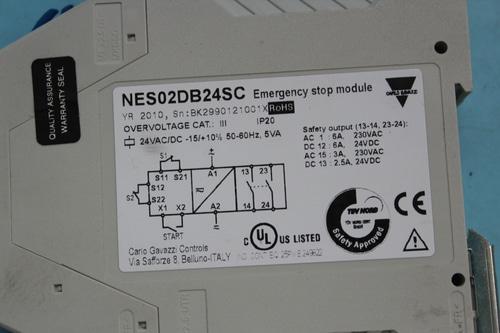 QUALITY ASSURANCE
WARRANTY SEAL
NES02DB24SC Emergency stop module
YR 2010, Sn:BK2990121001X RoHS
OVERVOLTAGE CAT.: III IP20
24VAC/DC -15/+10% 50-60Hz, 5VA
CARLO GAVAZZI
Safety output (13-14, 23-24):
AC 1 : 6A, 230VAC
DC 12 : 6A, 24VDC
AC 15 : 3A, 230VAC
DC 13 : 2.5A, 24VDC
S1
S11 S21 A1 13 23
S2 S12
S22
X1 X2 A2 14 24
START
Carlo Gavazzi Controls
Via Safforze 8, Belluno-ITALY
C UL US LISTED
IND. CONT. EQ.
TÜV NORD
Safety Approved
CE